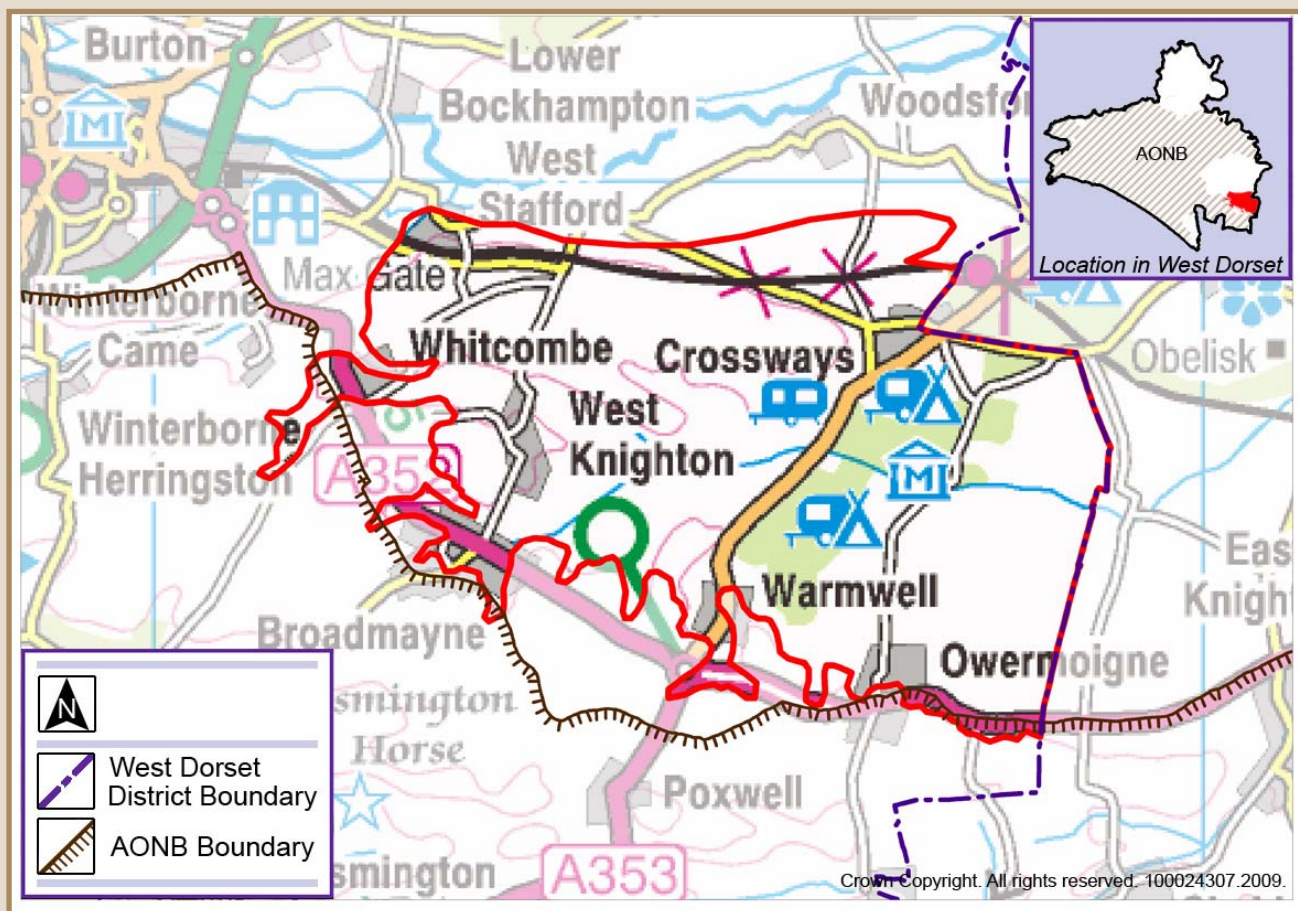 Burton
Lower
Bockhampton
Woodsfo
West
Stafford
AONB
Location in West Dorset
Max Gate
Winterborne
Came
Whitcombe
Crossways
Obelisk
West
Knighton
Winterborne
Herringston
A352
Warmwell
Eas
Knigh
Broadmayne
Owermoigne
smington
Horse
Poxwell
N
West Dorset
District Boundary
AONB Boundary
smington
A353
M
M
Crown Copyright. All rights reserved. 100024307.2009.